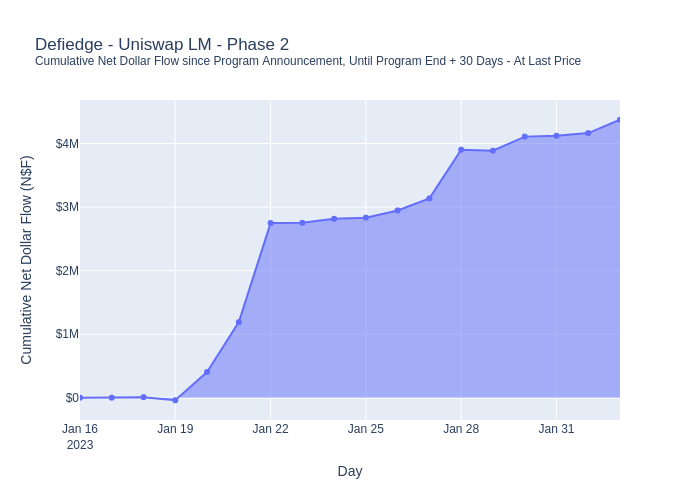 Defiedge - Uniswap LM - Phase 2
Cumulative Net Dollar Flow since Program Announcement, Until Program End + 30 Days - At Last Price
Cumulative Net Dollar Flow (N$F)
$4M
$3M
$2M
$1M
$0
Jan 16
2023
Jan 19
Jan 22
Jan 25
Jan 28
Jan 31
Day